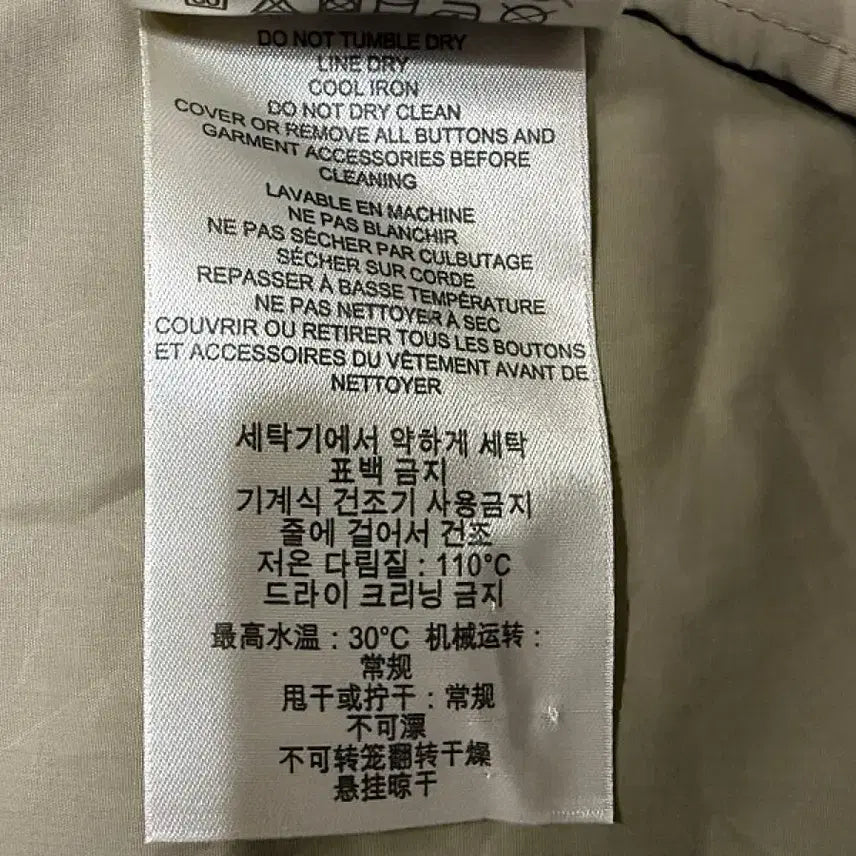 DO NOT TUMBLE DRY
LINE DRY
COOL IRON
DO NOT DRY CLEAN
COVER OR REMOVE ALL BUTTONS AND
GARMENT ACCESSORIES BEFORE
CLEANING
LAVABLE EN MACHINE
NE PAS BLANCHIR
NE PAS SÉCHER PAR CULBUTAGE
SÉCHER SUR CORDE
REPASSER À BASSE TEMPÉRATURE
NE PAS NETTOYER À SEC
COUVRIR OU RETIRER TOUS LES BOUTONS
ET ACCESSOIRES DU VÊTEMENT AVANT DE
NETTOYER
세탁기에서 약하게 세탁
표백 금지
기계식 건조기 사용금지
줄에 걸어서 건조
저온 다림질 : 110°C
드라이 크리닝 금지
最高水温 : 30°C 机械运转 :
常规
甩干或拧干 : 常规
不可漂
不可转笼翻转干燥
悬挂晾干